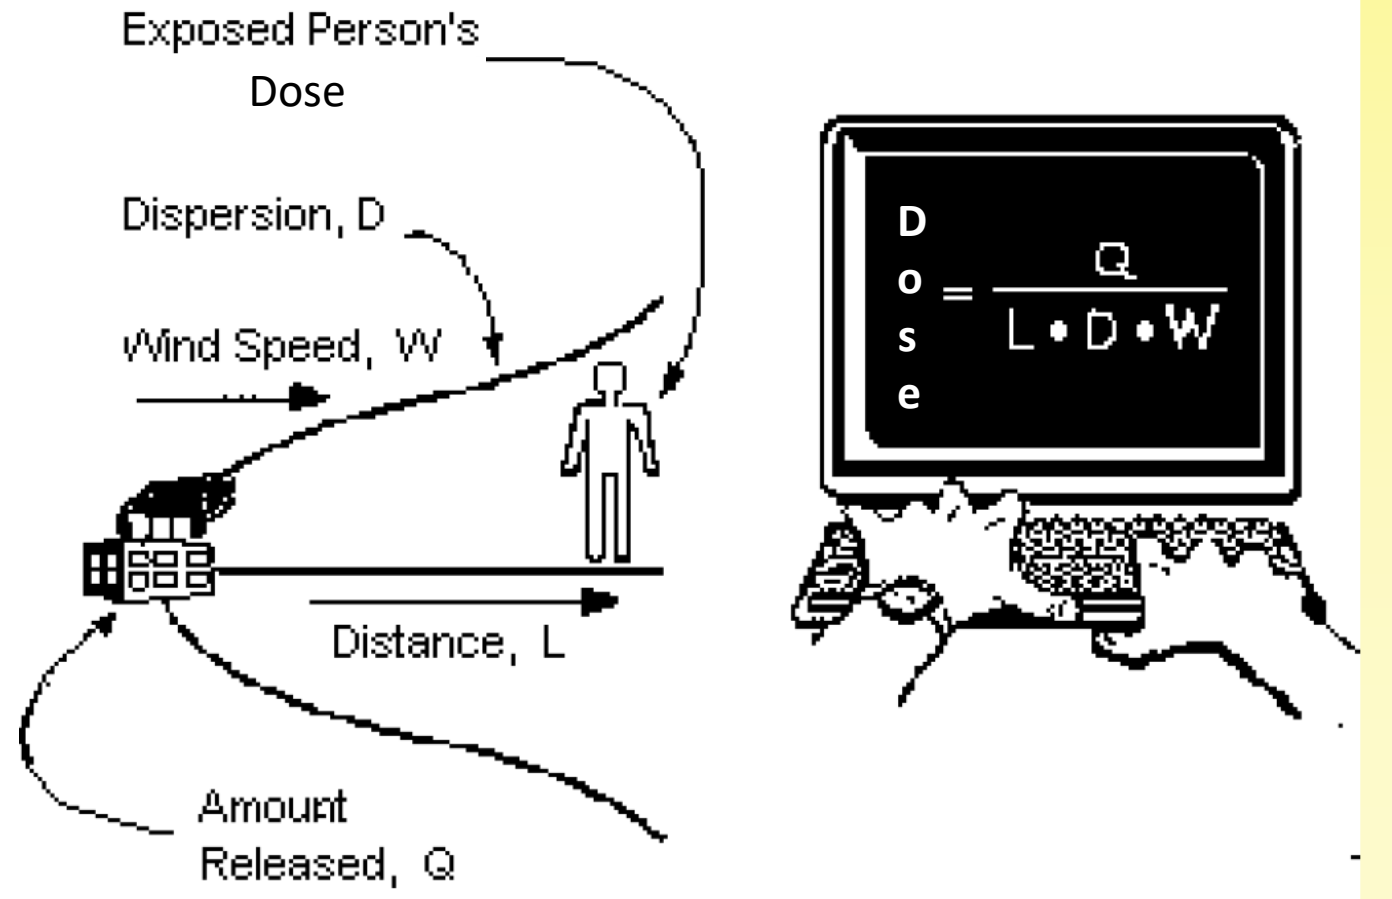 Exposed Person's
Dose
Dispersion, D
Wind Speed, W
Distance, L
Amount
Released, Q
D
o
s
e
=
Q
L • D • W